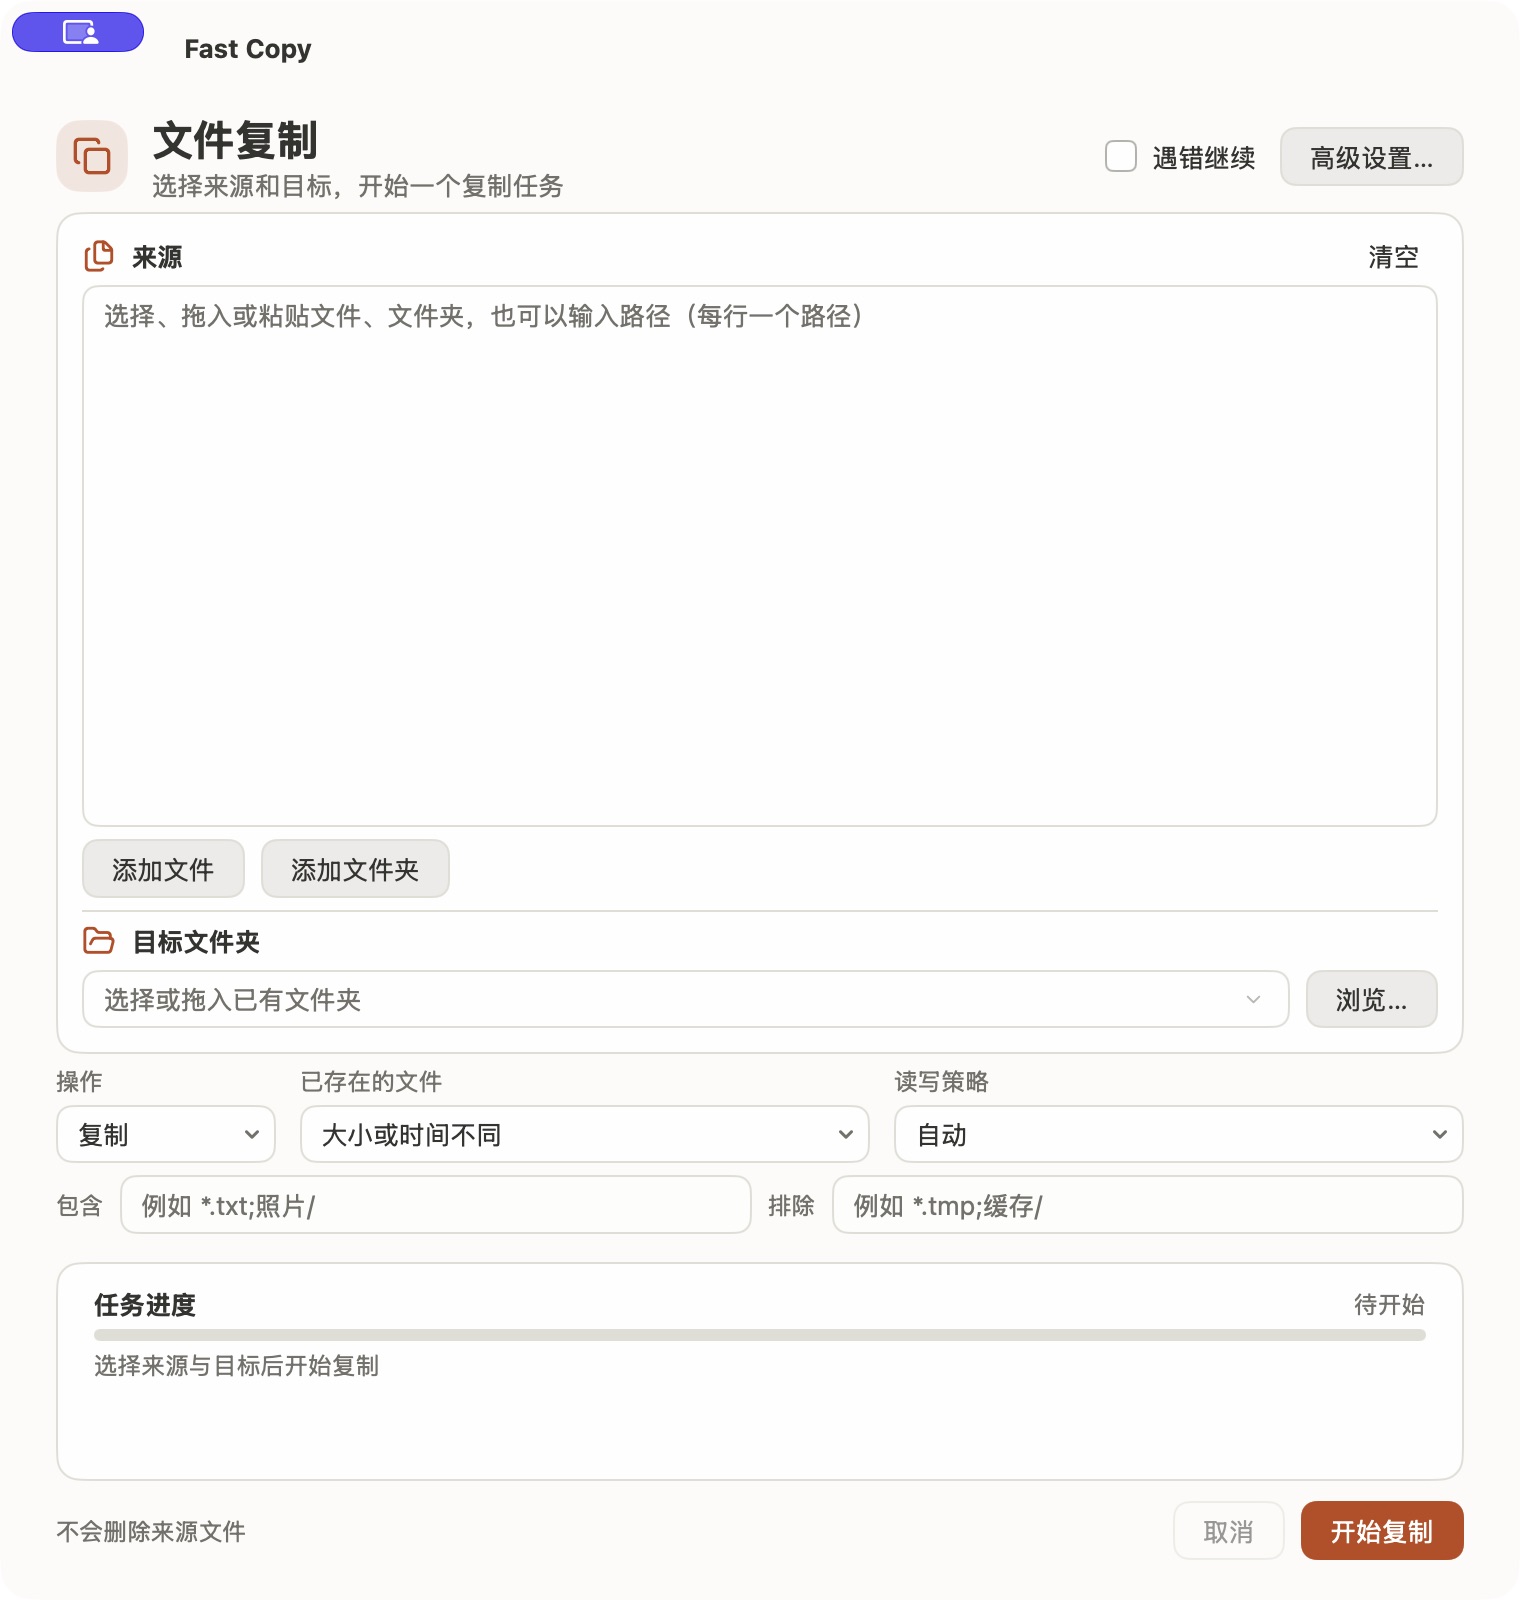 Fast Copy
文件复制
选择来源和目标，开始一个复制任务
遇错继续
高级设置...
来源
清空
选择、拖入或粘贴文件、文件夹，也可以输入路径（每行一个路径）
添加文件
添加文件夹
目标文件夹
选择或拖入已有文件夹
浏览...
操作
已存在的文件
读写策略
复制
大小或时间不同
自动
包含
例如 *.txt;照片/
排除
例如 *.tmp;缓存/
任务进度
待开始
选择来源与目标后开始复制
不会删除来源文件
取消
开始复制